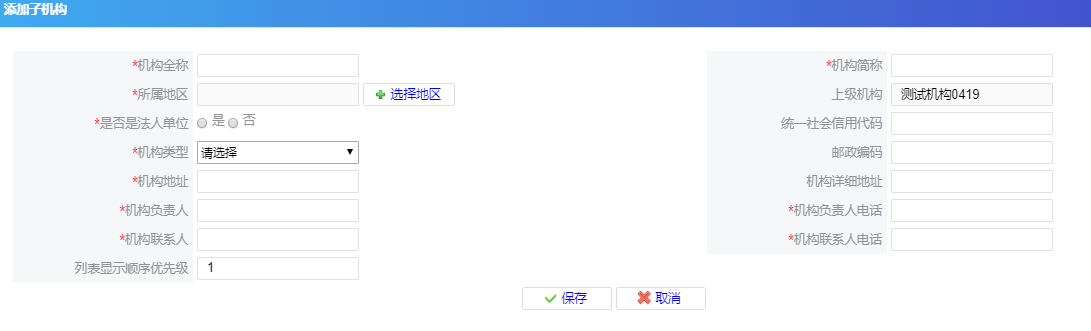 添加子机构
*机构全称 *机构简称
*所属地区 选择地区 上级机构 测试机构0419
*是否是法人单位 是 否 统一社会信用代码
*机构类型 请选择 邮政编码
*机构地址 机构详细地址
*机构负责人 *机构负责人电话
*机构联系人 *机构联系人电话
列表显示顺序优先级 1
保存 取消